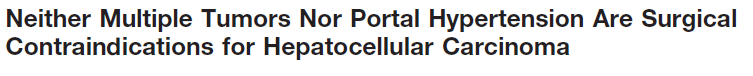 Neither Multiple Tumors Nor Portal Hypertension Are Surgical
Contraindications for Hepatocellular Carcinoma